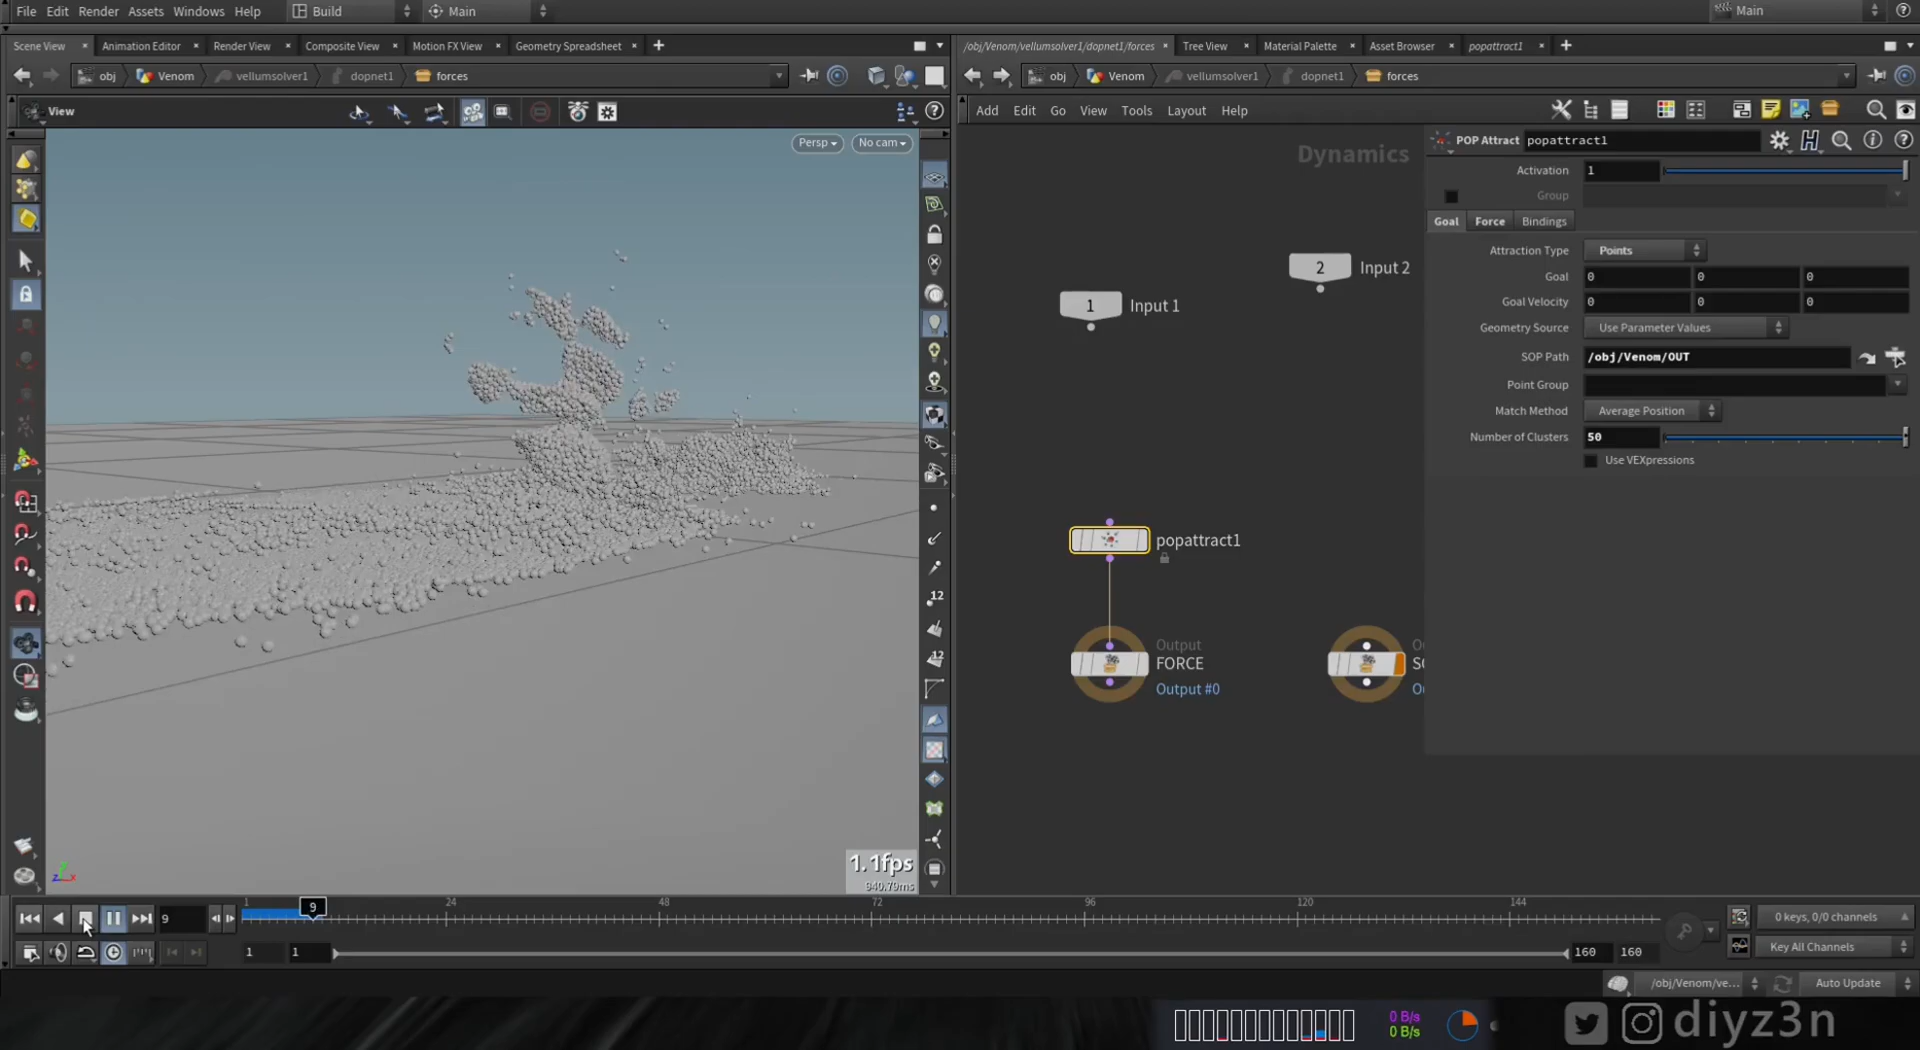 File Edit Render Assets Windows Help Build Main Main
Scene View Animation Editor Render View Composite View Motion FX View Geometry Spreadsheet
/obj/Venom/vellumsolver1/dopnet1/forces Tree View Material Palette Asset Browser popattract1
obj Venom vellumsolver1 dopnet1 forces
obj Venom vellumsolver1 dopnet1 forces
View
Add Edit Go View Tools Layout Help
Persp No cam
Dynamics
POP Attract popattract1
Activation 1
Group
Goal Force Bindings
Attraction Type Points
Goal 0 0 0
Goal Velocity 0 0 0
Geometry Source Use Parameter Values
SOP Path /obj/Venom/OUT
Point Group
Match Method Average Position
Number of Clusters 50
Use VEXpressions
1 Input 1
2 Input 2
popattract1
Output
FORCE
Output #0
12
12
1.1fps
940.79ms
9
1 9 24 48 72 96 120 144
0 keys, 0/0 channels
1 1 160 160
Key All Channels
/obj/Venom/ve... Auto Update
0 B/s
0 B/s
diyz3n